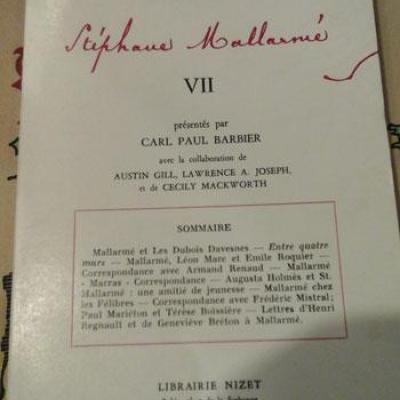 Stéphane Mallarmé
VII
présentés par
CARL PAUL BARBIER
avec la collaboration de
AUSTIN GILL, LAWRENCE A. JOSEPH,
et de CECILY MACKWORTH
SOMMAIRE
Mallarmé et Les Dubois Davesnes — Entre quatre
murs — Mallarmé, Léon Marc et Emile Roquier —
Correspondance avec Armand Renaud — Mallarmé
- Marras - Correspondance — Augusta Holmès et St.
Mallarmé : une amitié de jeunesse — Mallarmé chez
les Félibres — Correspondance avec Frédéric Mistral;
Paul Mariéton et Térèse Boissière — Lettres d'Henri
Regnault et de Geneviève Bréton à Mallarmé.
LIBRAIRIE NIZET